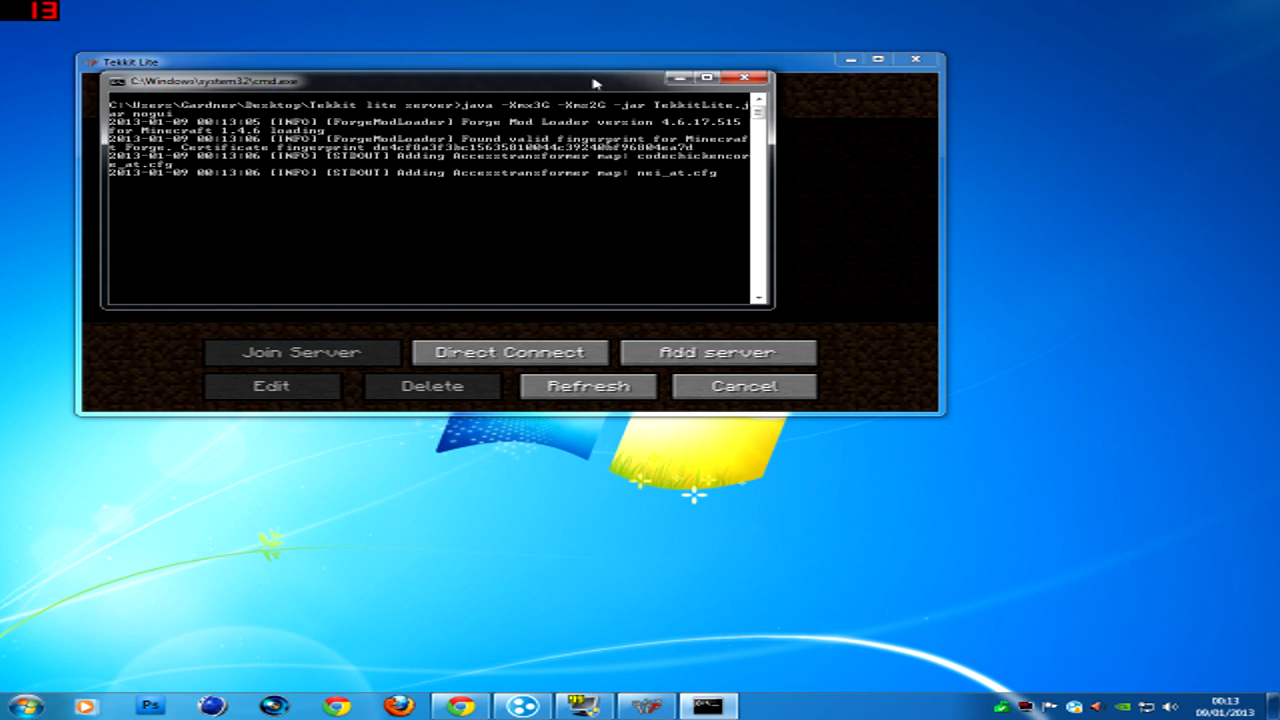 13
Tekkit Lite
C:\Windows\system32\cmd.exe
C:\Users\Gardner\Desktop\Tekkit lite server>java -Xmx3G -Xmx2G -jar TekkitLite.j
ar nogui
2013-01-09 00:13:05 [INFO] [ForgeModLoader] Forge Mod Loader version 4.6.17.515
for Minecraft 1.4.6 loading
2013-01-09 00:13:06 [INFO] [ForgeModLoader] Found valid fingerprint for Minecraf
t Forge. Certificate fingerprint de4cf8a3f3bc15635810044c39240bf96804ea7d
2013-01-09 00:13:06 [INFO] [STDOUT] Adding Accesstransformer map: codechickencor
e_at.cfg
2013-01-09 00:13:06 [INFO] [STDOUT] Adding Accesstransformer map: nei_at.cfg
Join Server
Direct Connect
Add server
Edit
Delete
Refresh
Cancel
Ps
00:13
09/01/2013